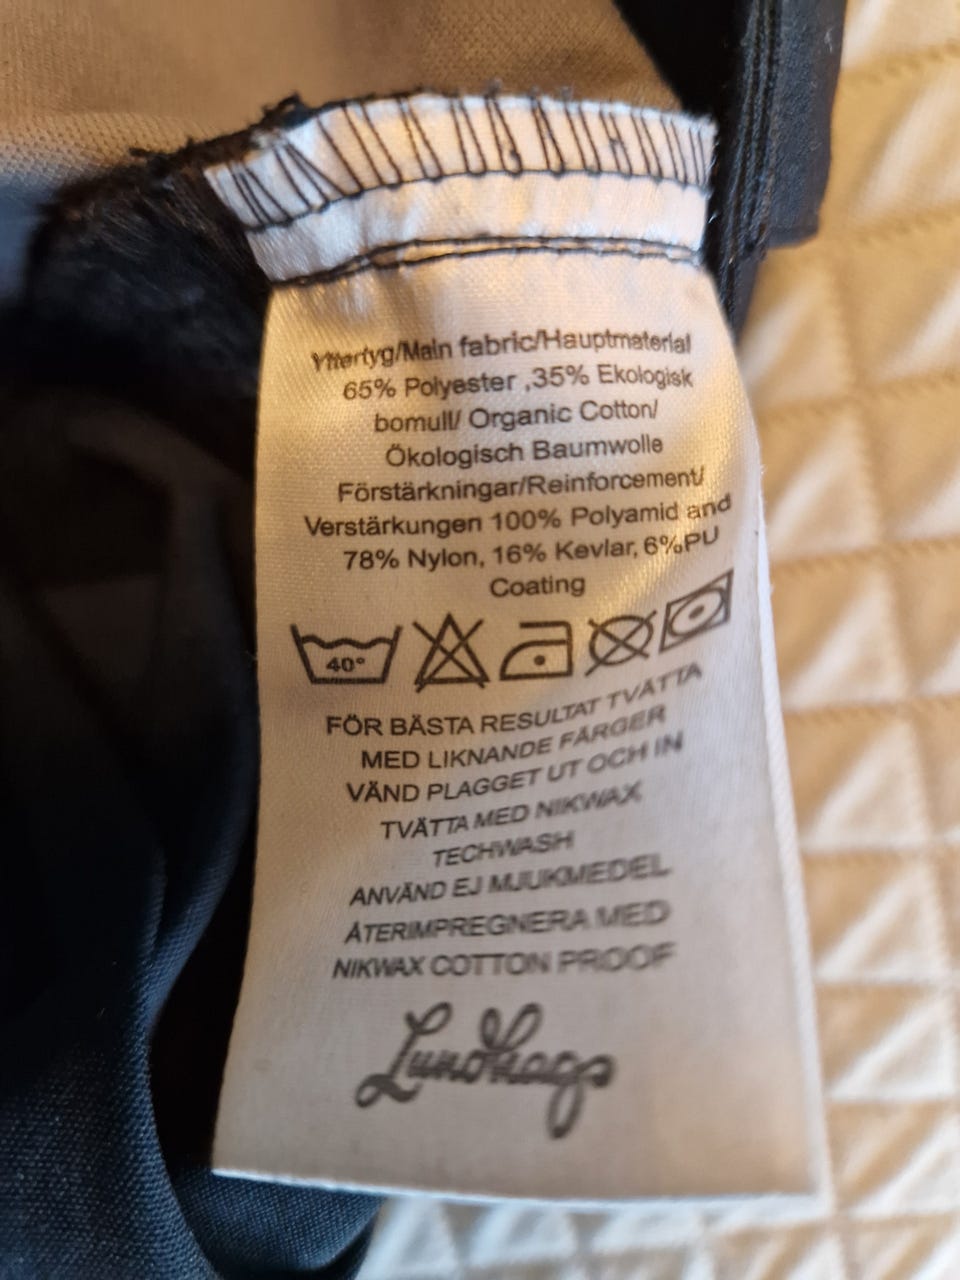 Yttertyg/Main fabric/Hauptmaterial
65% Polyester ,35% Ekologisk
bomull/ Organic Cotton/
Ökologisch Baumwolle
Förstärkningar/Reinforcement/
Verstärkungen 100% Polyamid and
78% Nylon, 16% Kevlar, 6%PU
Coating
40°
FÖR BÄSTA RESULTAT TVÄTTA
MED LIKNANDE FÄRGER
VÄND PLAGGET UT OCH IN
TVÄTTA MED NIKWAX
TECHWASH
ANVÄND EJ MJUKMEDEL
ÅTERIMPREGNERA MED
NIKWAX COTTON PROOF
Lundhags